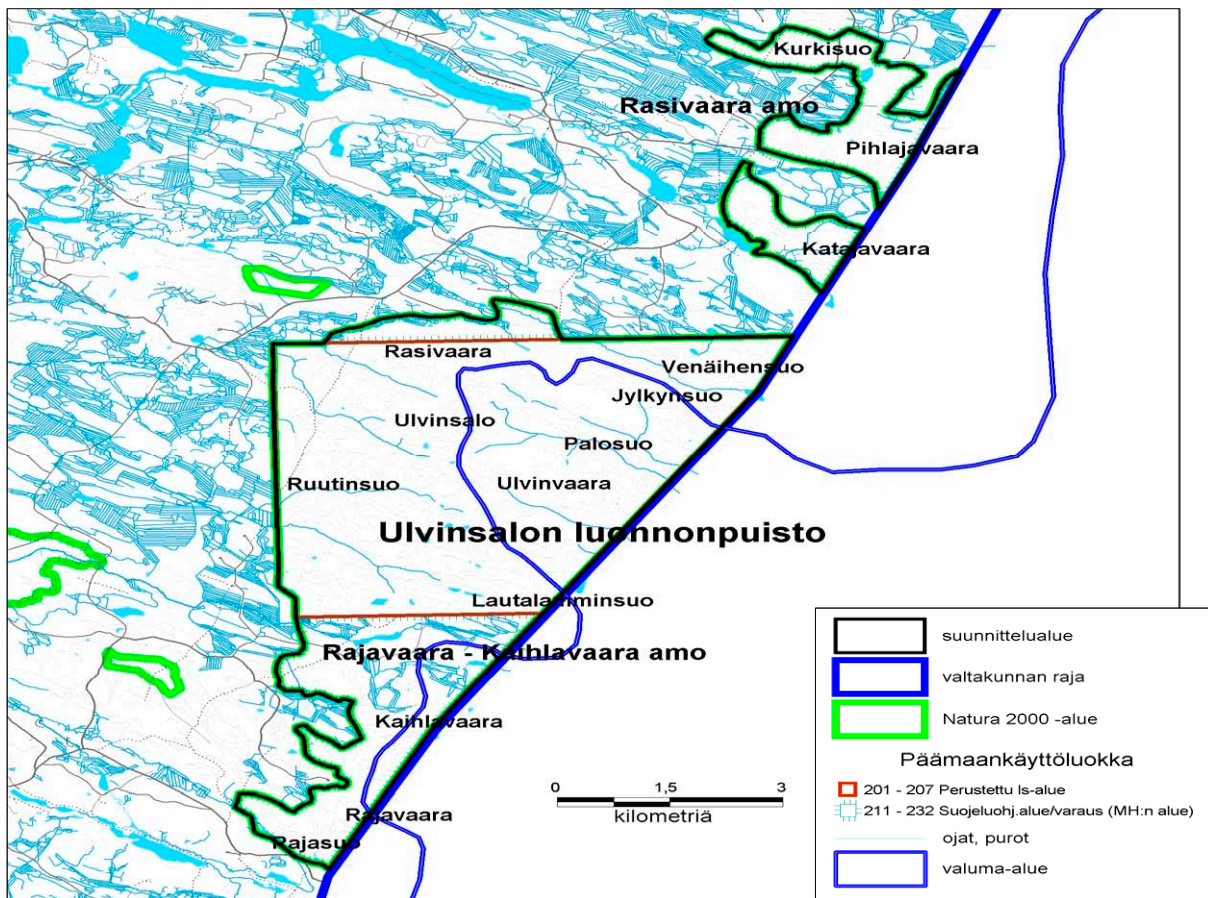 Kurkisuo
Rasivaara amo
Pihlajavaara
Katajavaara
Rasivaara
Venäihensuo
Jylkynsuo
Ulvinsalo
Palosuo
Ruutinsuo
Ulvinvaara
Ulvinsalon luonnonpuisto
Lautalamminsuo
Rajavaara - Kaihlavaara amo
Kaihlavaara
Rajavaara
Rajasuo
0 1,5 3
kilometriä
suunnittelualue
valtakunnan raja
Natura 2000 -alue
Päämaankäyttöluokka
201 - 207 Perustettu ls-alue
211 - 232 Suojeluohj.alue/varaus (MH:n alue)
ojat, purot
valuma-alue